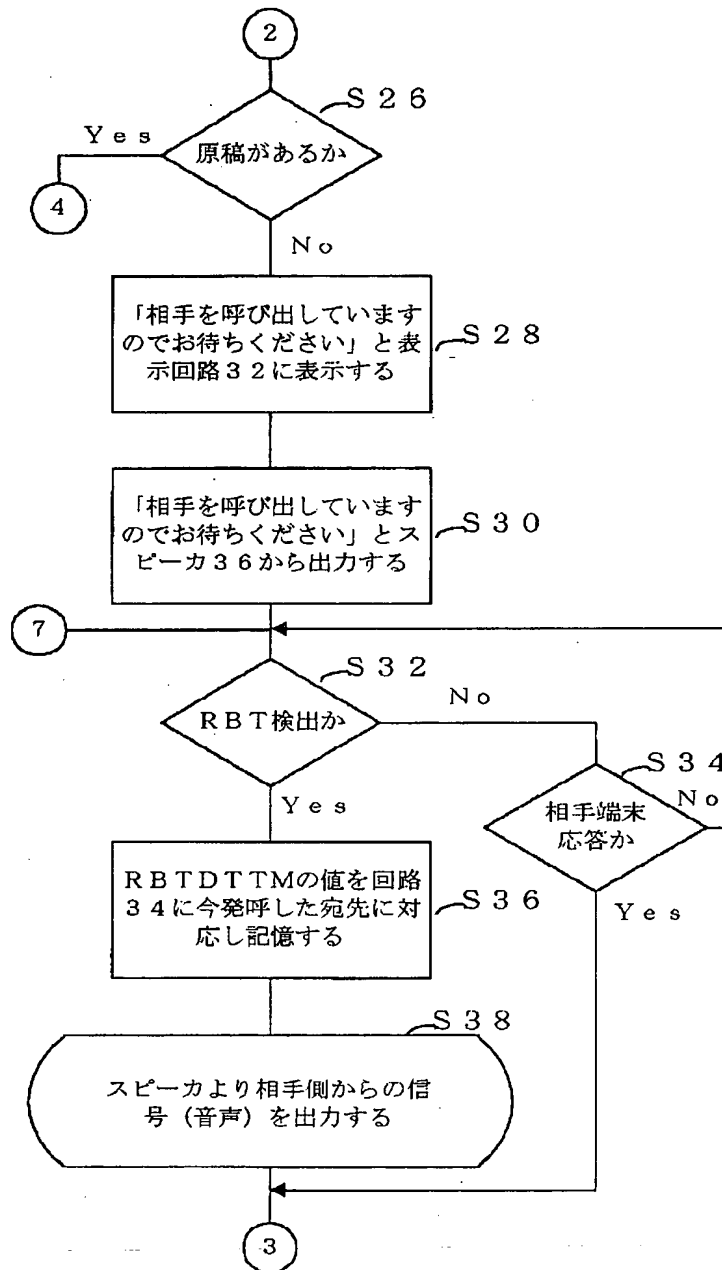 2
S26
Yes
原稿があるか
4
No
「相手を呼び出しています
のでお待ちください」と表
示回路32に表示する
S28
「相手を呼び出しています
のでお待ちください」とス
ピーカ36から出力する
S30
7
S32
No
RBT検出か
S34
No
相手端末
応答か
Yes
Yes
RBTDTTMの値を回路
34に今発呼した宛先に対
応し記憶する
S36
S38
スピーカより相手側からの信
号(音声)を出力する
3